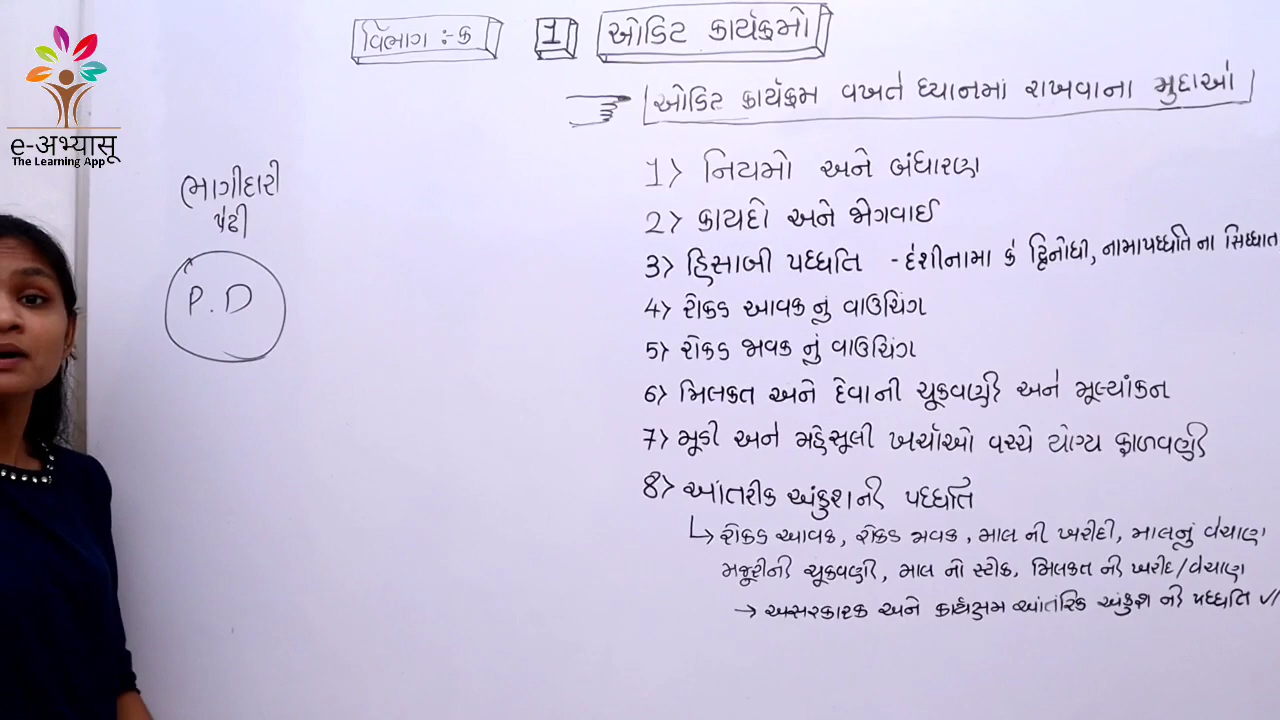 e-अभ्यासू
The Learning App
વિભાગ :- ક
1
ઓડિટ કાર્યક્રમો
ઓડિટ કાર્યક્રમ વખતે ધ્યાનમાં રાખવાના મુદ્દાઓ
ભાગીદારી
પેઢી
P.D
1> નિયમો અને બંધારણ
2> કાયદો અને જોગવાઈ
3> હિસાબી પધ્ધતિ - દેશીનામા કે દ્વિનોંધી, નામાપધ્ધતિ ના સિધ્ધાંત
4> રોકડ આવક નું વાઉચિંગ
5> રોકડ જાવક નું વાઉચિંગ
6> મિલકત અને દેવાની ચૂકવણી અને મૂલ્યાંકન
7> મૂડી અને મહેસૂલી ખર્ચાઓ વચ્ચે યોગ્ય ફાળવણી
8> આંતરીક અંકુશની પધ્ધતિ
રોકડ આવક, રોકડ જાવક, માલ ની ખરીદી, માલનું વેચાણ
મજૂરીની ચૂકવણી, માલ નો સ્ટોક, મિલકત ની ખરીદ/વેચાણ
→ અસરકારક અને કાર્યક્ષમ આંતરિક અંકુશ ની પધ્ધતિ